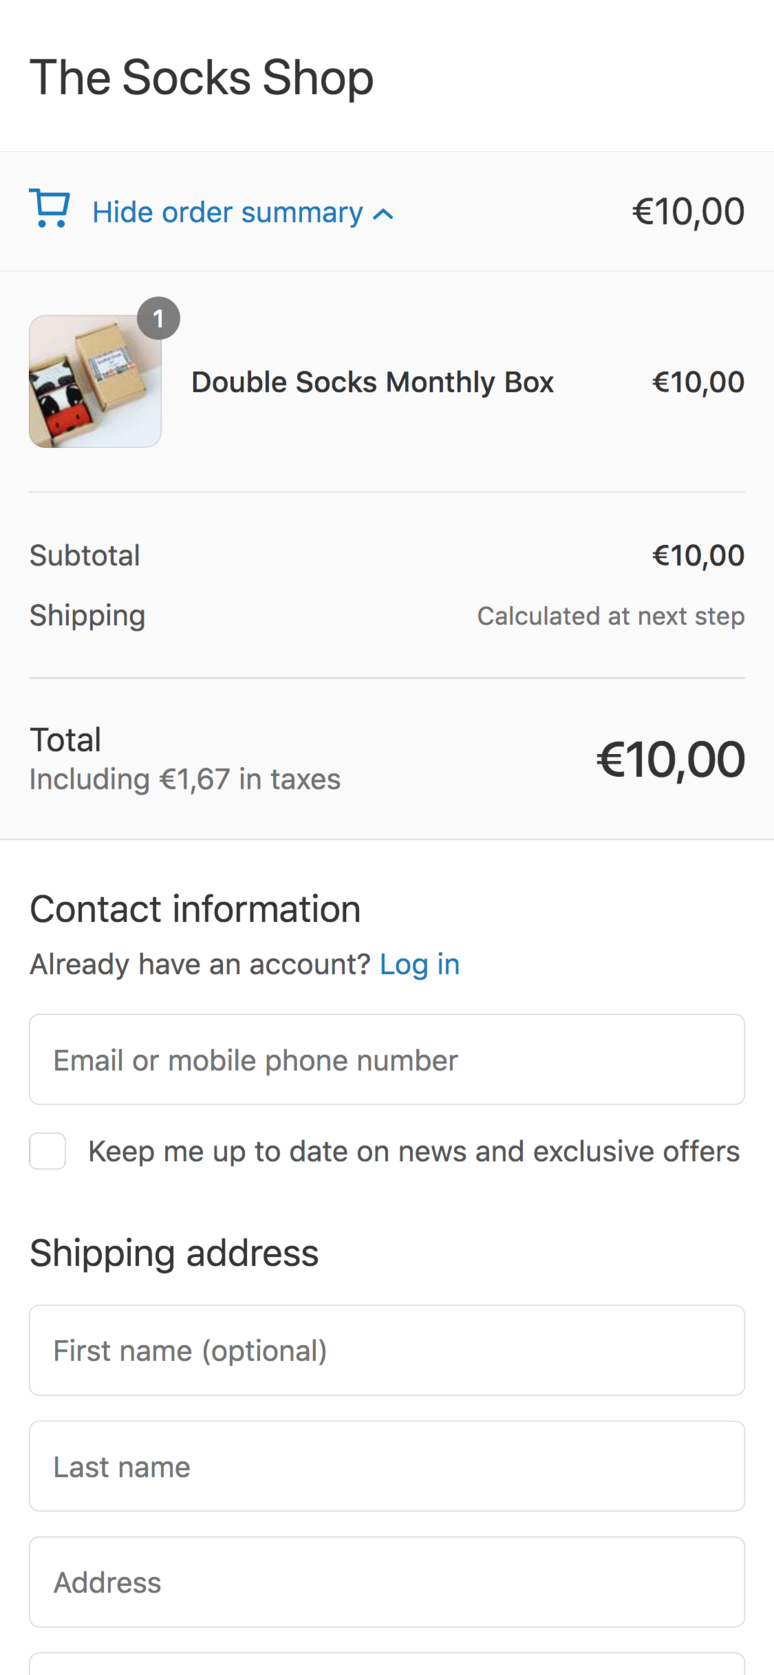 The Socks Shop
Hide order summary
€10,00
1
Double Socks Monthly Box
€10,00
Subtotal
€10,00
Shipping
Calculated at next step
Total
Including €1,67 in taxes
€10,00
Contact information
Already have an account? Log in
Email or mobile phone number
Keep me up to date on news and exclusive offers
Shipping address
First name (optional)
Last name
Address